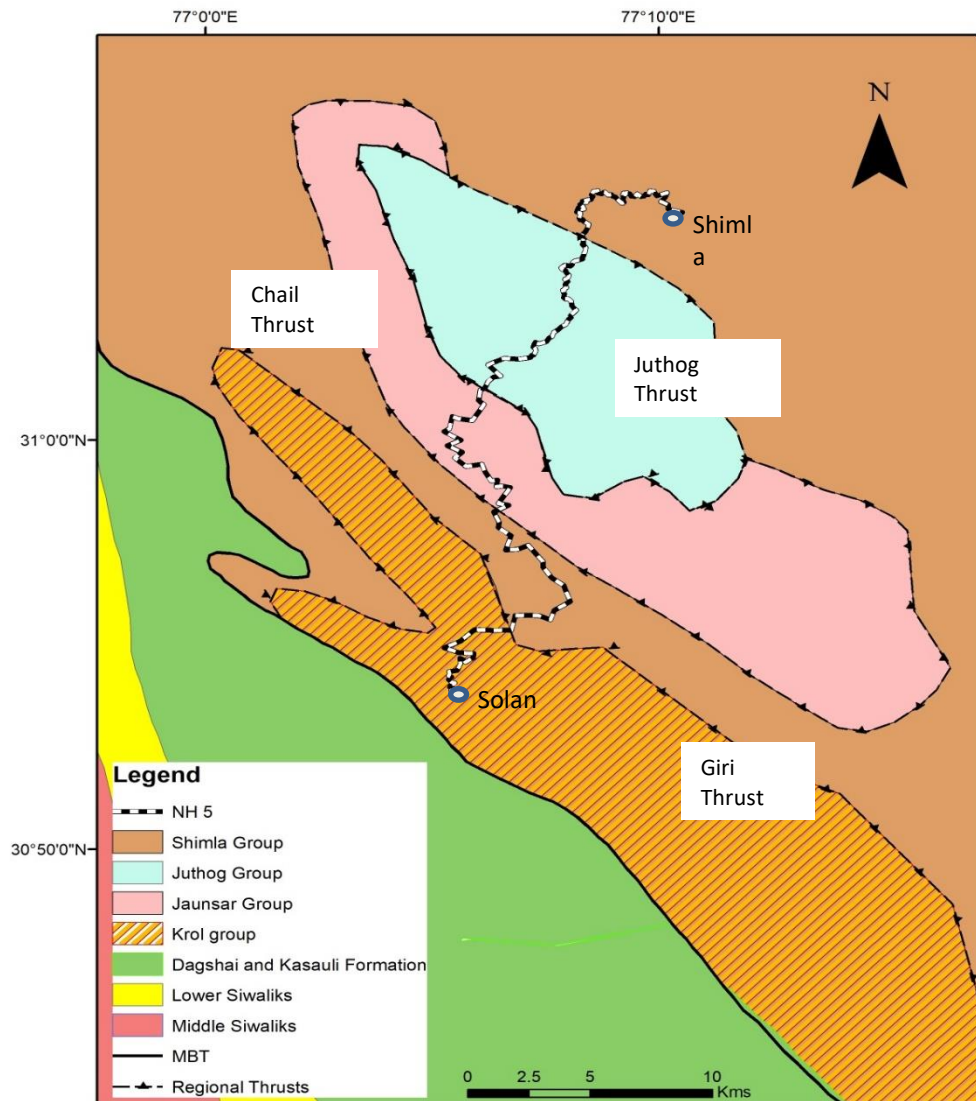 77°0'0"E
77°10'0"E
N
Shiml
a
Chail
Thrust
Juthog
Thrust
31°0'0"N
Solan
Giri
Thrust
30°50'0"N
Legend
NH 5
Shimla Group
Juthog Group
Jaunsar Group
Krol group
Dagshai and Kasauli Formation
Lower Siwaliks
Middle Siwaliks
MBT
Regional Thrusts
0 2.5 5 10
Kms